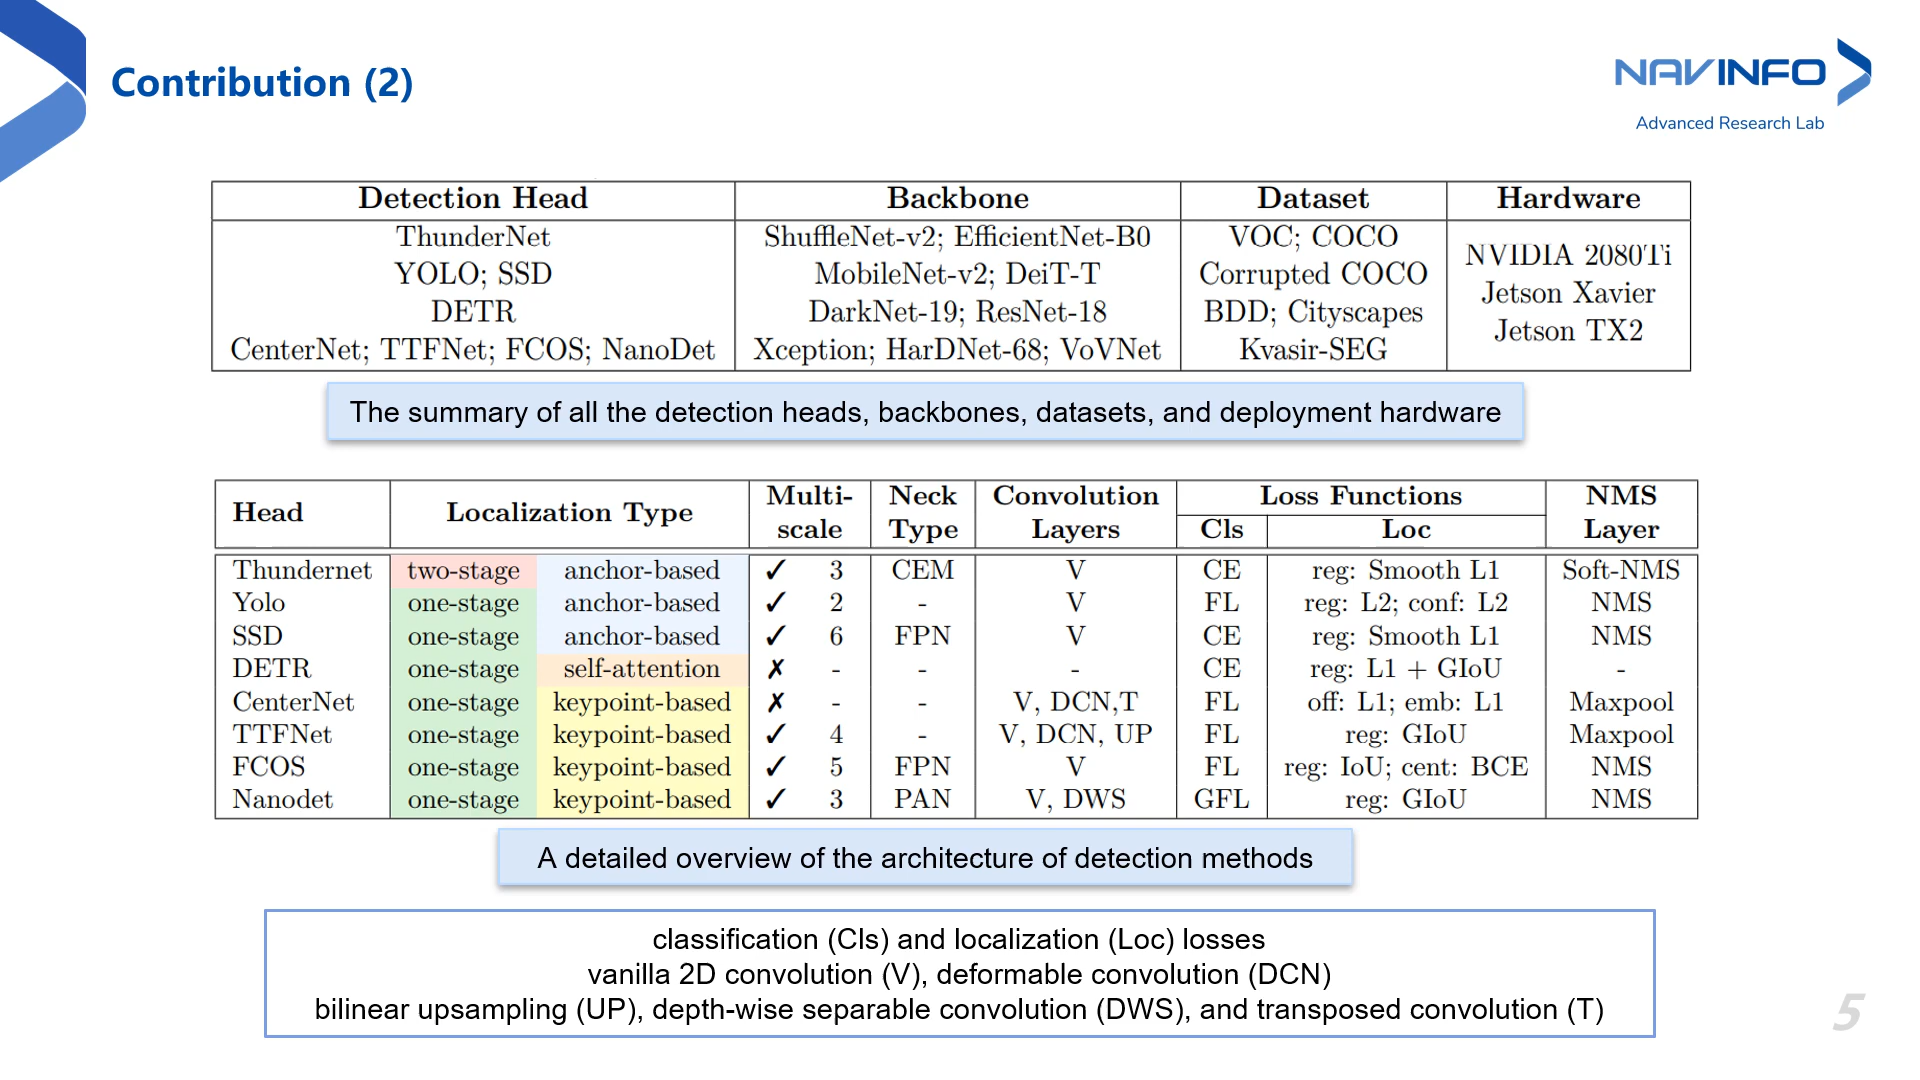 Contribution (2)
NAVINFO
Advanced Research Lab
Detection Head Backbone Dataset Hardware
ThunderNet ShuffleNet-v2; EfficientNet-B0 VOC; COCO NVIDIA 2080Ti
YOLO; SSD MobileNet-v2; DeiT-T Corrupted COCO Jetson Xavier
DETR DarkNet-19; ResNet-18 BDD; Cityscapes Jetson TX2
CenterNet; TTFNet; FCOS; NanoDet Xception; HarDNet-68; VoVNet Kvasir-SEG
The summary of all the detection heads, backbones, datasets, and deployment hardware
Head Localization Type Multi-scale Neck Type Convolution Layers Loss Functions NMS Layer
Cls Loc
Thundernet two-stage anchor-based ✓ 3 CEM V CE reg: Smooth L1 Soft-NMS
Yolo one-stage anchor-based ✓ 2 - V FL reg: L2; conf: L2 NMS
SSD one-stage anchor-based ✓ 6 FPN V CE reg: Smooth L1 NMS
DETR one-stage self-attention ✗ - - - CE reg: L1 + GIoU -
CenterNet one-stage keypoint-based ✗ - - V, DCN,T FL off: L1; emb: L1 Maxpool
TTFNet one-stage keypoint-based ✓ 4 - V, DCN, UP FL reg: GIoU Maxpool
FCOS one-stage keypoint-based ✓ 5 FPN V FL reg: IoU; cent: BCE NMS
Nanodet one-stage keypoint-based ✓ 3 PAN V, DWS GFL reg: GIoU NMS
A detailed overview of the architecture of detection methods
classification (Cls) and localization (Loc) losses
vanilla 2D convolution (V), deformable convolution (DCN)
bilinear upsampling (UP), depth-wise separable convolution (DWS), and transposed convolution (T)
5